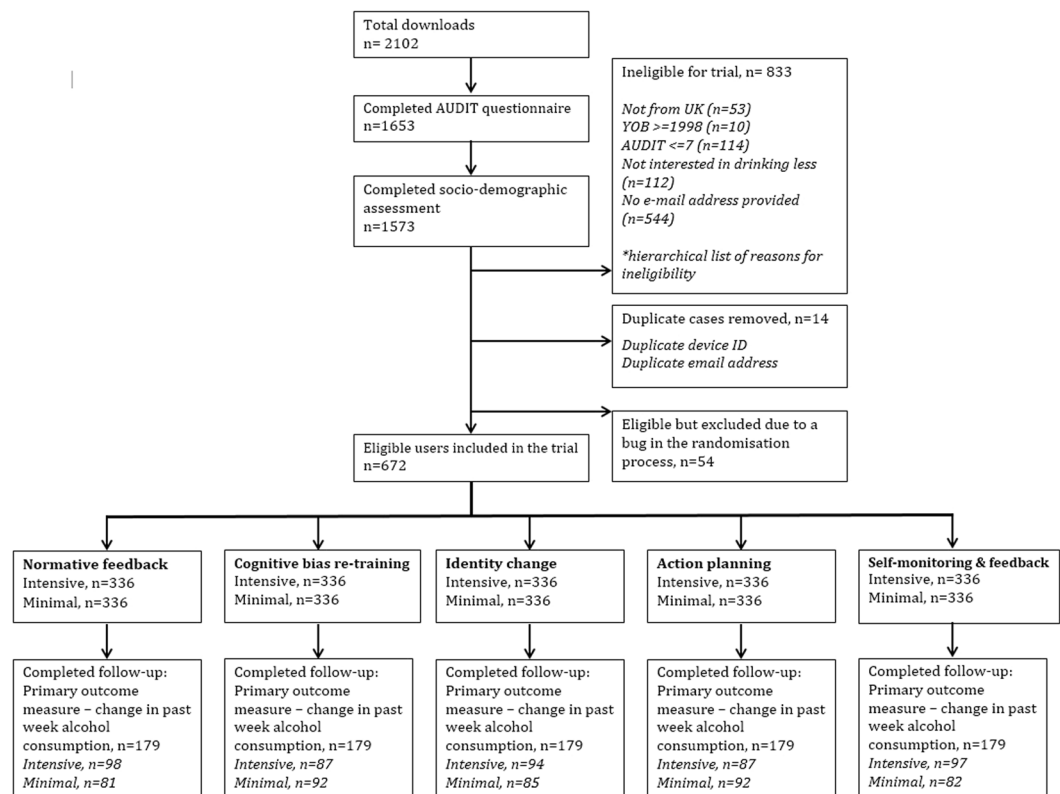 Total downloads
n= 2102
Completed AUDIT questionnaire
n=1653
Completed socio-demographic
assessment
n=1573
Ineligible for trial, n= 833
Not from UK (n=53)
YOB >=1998 (n=10)
AUDIT <=7 (n=114)
Not interested in drinking less
(n=112)
No e-mail address provided
(n=544)
*hierarchical list of reasons for
ineligibility
Duplicate cases removed, n=14
Duplicate device ID
Duplicate email address
Eligible but excluded due to a
bug in the randomisation
process, n=54
Eligible users included in the trial
n=672
Normative feedback
Intensive, n=336
Minimal, n=336
Cognitive bias re-training
Intensive, n=336
Minimal, n=336
Identity change
Intensive, n=336
Minimal, n=336
Action planning
Intensive, n=336
Minimal, n=336
Self-monitoring & feedback
Intensive, n=336
Minimal, n=336
Completed follow-up:
Primary outcome
measure – change in past
week alcohol
consumption, n=179
Intensive, n=98
Minimal, n=81
Completed follow-up:
Primary outcome
measure – change in past
week alcohol
consumption, n=179
Intensive, n=87
Minimal, n=92
Completed follow-up:
Primary outcome
measure – change in past
week alcohol
consumption, n=179
Intensive, n=94
Minimal, n=85
Completed follow-up:
Primary outcome
measure – change in past
week alcohol
consumption, n=179
Intensive, n=87
Minimal, n=92
Completed follow-up:
Primary outcome
measure – change in past
week alcohol
consumption, n=179
Intensive, n=97
Minimal, n=82